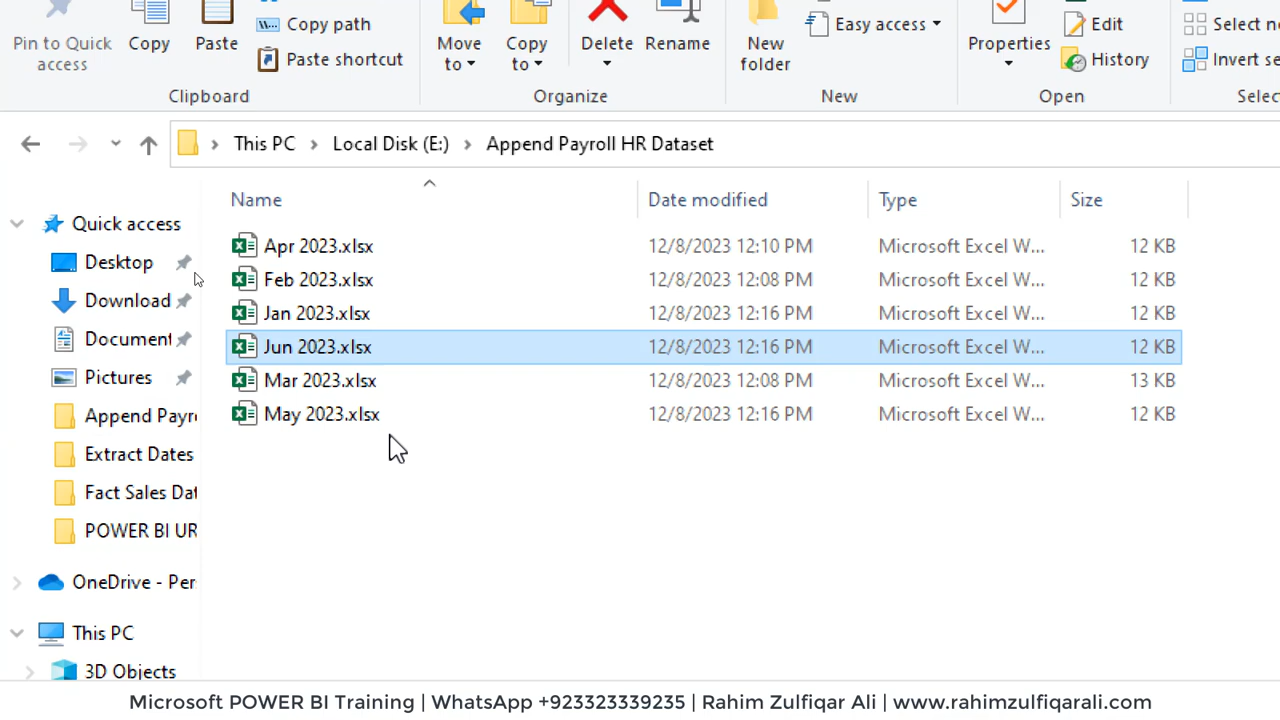 Pin to Quick access
Copy
Paste
Copy path
Paste shortcut
Clipboard
Move to
Copy to
Delete
Rename
Organize
New folder
Easy access
New
Properties
Edit
History
Open
Select
Invert se
Selec
This PC > Local Disk (E:) > Append Payroll HR Dataset
Name Date modified Type Size
Quick access
Desktop
Download
Document
Pictures
Append Payr
Extract Dates
Fact Sales Dat
POWER BI UR
OneDrive - Per
This PC
3D Objects
Apr 2023.xlsx 12/8/2023 12:10 PM Microsoft Excel W... 12 KB
Feb 2023.xlsx 12/8/2023 12:08 PM Microsoft Excel W... 12 KB
Jan 2023.xlsx 12/8/2023 12:16 PM Microsoft Excel W... 12 KB
Jun 2023.xlsx 12/8/2023 12:16 PM Microsoft Excel W... 12 KB
Mar 2023.xlsx 12/8/2023 12:08 PM Microsoft Excel W... 13 KB
May 2023.xlsx 12/8/2023 12:16 PM Microsoft Excel W... 12 KB
Microsoft POWER BI Training | WhatsApp +923323339235 | Rahim Zulfiqar Ali | www.rahimzulfiqarali.com